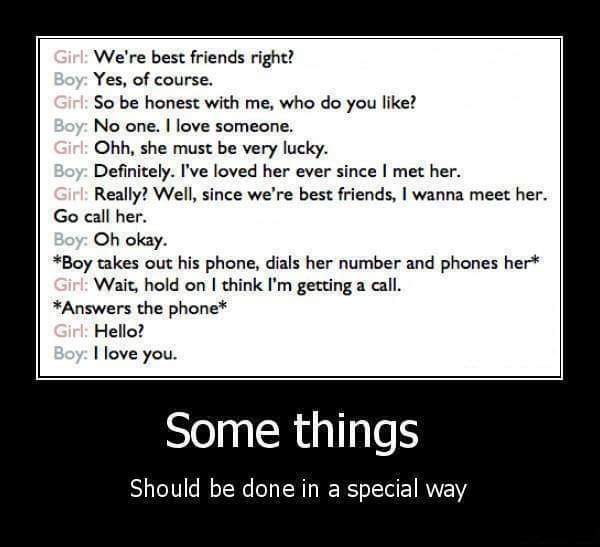 Girl: We're best friends right?
Boy: Yes, of course.
Girl: So be honest with me, who do you like?
Boy: No one. I love someone.
Girl: Ohh, she must be very lucky.
Boy: Definitely. I've loved her ever since I met her.
Girl: Really? Well, since we're best friends, I wanna meet her.
Go call her.
Boy: Oh okay.
*Boy takes out his phone, dials her number and phones her*
Girl: Wait, hold on I think I'm getting a call.
*Answers the phone*
Girl: Hello?
Boy: I love you.
Some things
Should be done in a special way